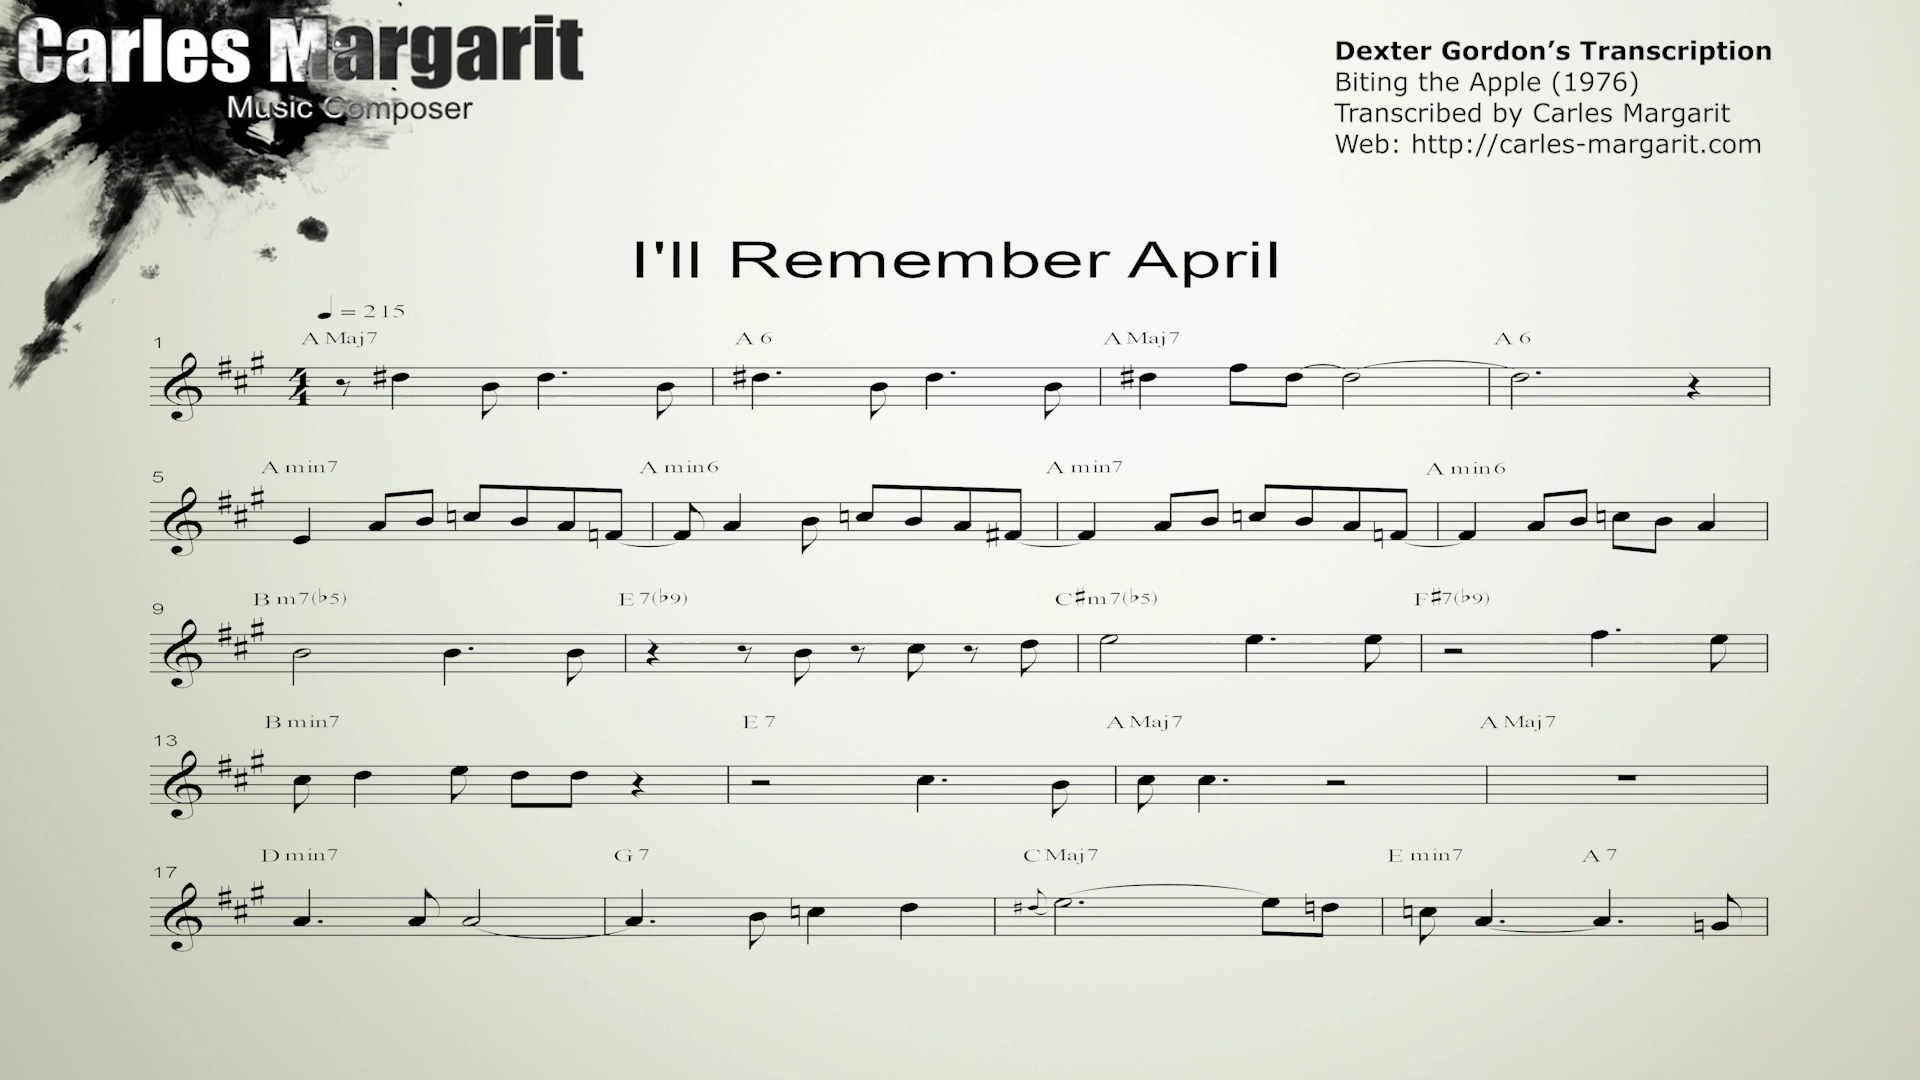 Carles Margarit
Music Composer
Dexter Gordon’s Transcription
Biting the Apple (1976)
Transcribed by Carles Margarit
Web: http://carles-margarit.com
I'll Remember April
♩ = 215
A Maj7 A 6 A Maj7 A 6
1
4
4
A min7 A min6 A min7 A min6
5
B m7(♭5) E 7(♭9) C♯m7(♭5) F♯7(♭9)
9
B min7 E 7 A Maj7 A Maj7
13
D min7 G 7 C Maj7 E min7 A 7
17